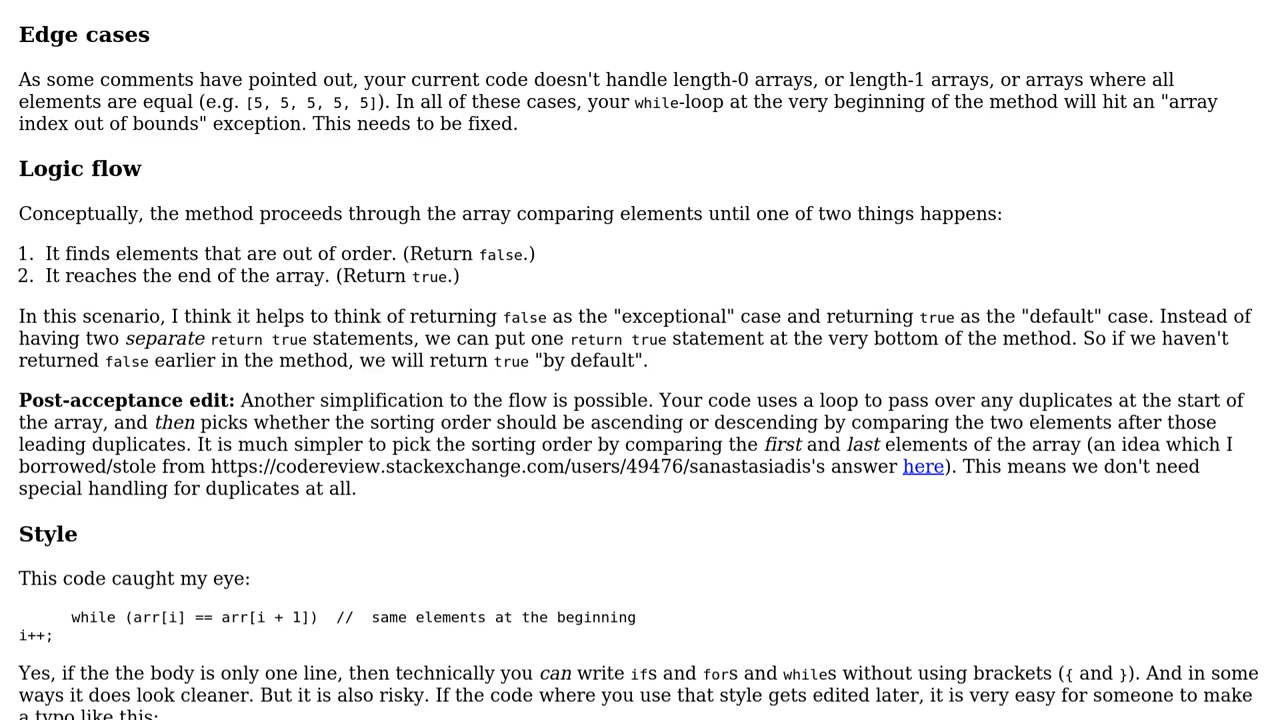 Edge cases
As some comments have pointed out, your current code doesn't handle length-0 arrays, or length-1 arrays, or arrays where all
elements are equal (e.g. [5, 5, 5, 5, 5]). In all of these cases, your while-loop at the very beginning of the method will hit an "array
index out of bounds" exception. This needs to be fixed.
Logic flow
Conceptually, the method proceeds through the array comparing elements until one of two things happens:
1. It finds elements that are out of order. (Return false.)
2. It reaches the end of the array. (Return true.)
In this scenario, I think it helps to think of returning false as the "exceptional" case and returning true as the "default" case. Instead of
having two separate return true statements, we can put one return true statement at the very bottom of the method. So if we haven't
returned false earlier in the method, we will return true "by default".
Post-acceptance edit: Another simplification to the flow is possible. Your code uses a loop to pass over any duplicates at the start of
the array, and then picks whether the sorting order should be ascending or descending by comparing the two elements after those
leading duplicates. It is much simpler to pick the sorting order by comparing the first and last elements of the array (an idea which I
borrowed/stole from https://codereview.stackexchange.com/users/49476/sanastasiadis's answer here). This means we don't need
special handling for duplicates at all.
Style
This code caught my eye:
while (arr[i] == arr[i + 1])  //  same elements at the beginning
i++;
Yes, if the the body is only one line, then technically you can write ifs and fors and whiles without using brackets ({ and }). And in some
ways it does look cleaner. But it is also risky. If the code where you use that style gets edited later, it is very easy for someone to make
a typo like this: